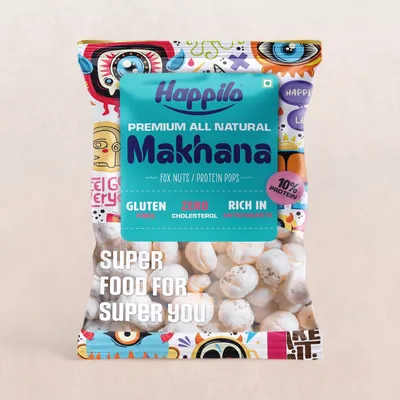 Happilo
PREMIUM ALL NATURAL
Makhana
FOX NUTS / PROTEIN POPS
10%
PROTEIN
GLUTEN
FREE
ZERO
CHOLESTEROL
RICH IN
SUPER
FOOD FOR
SUPER YOU